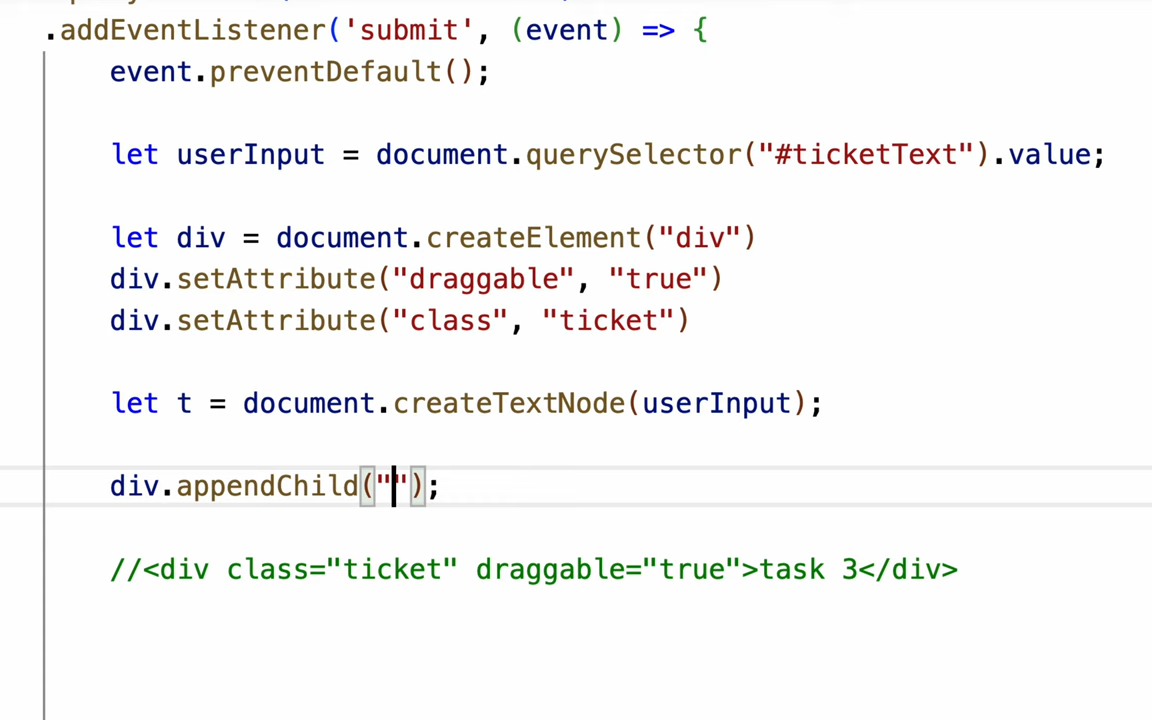 .addEventListener('submit', (event) => {
event.preventDefault();
let userInput = document.querySelector("#ticketText").value;
let div = document.createElement("div")
div.setAttribute("draggable", "true")
div.setAttribute("class", "ticket")
let t = document.createTextNode(userInput);
div.appendChild("");
//<div class="ticket" draggable="true">task 3</div>